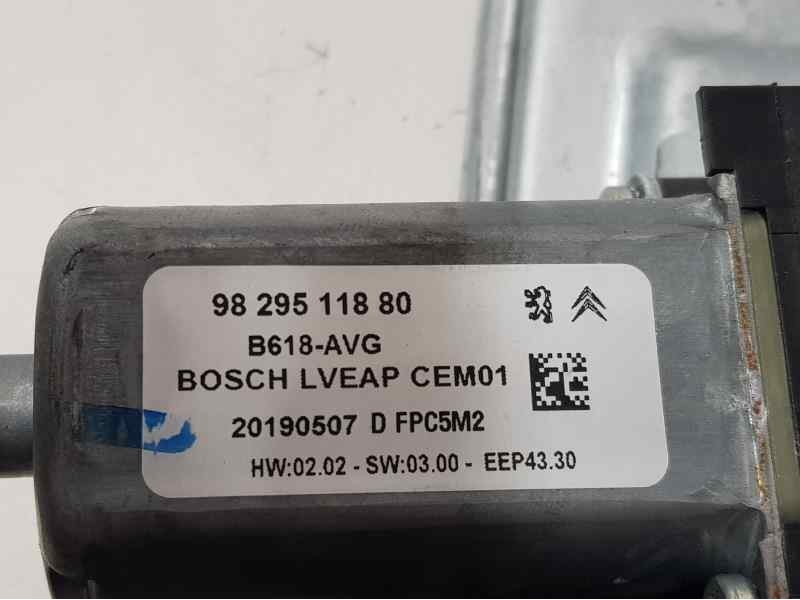 98 295 118 80
B618-AVG
BOSCH LVEAP CEM01
20190507 D FPC5M2
HW:02.02 - SW:03.00 - EEP43.30